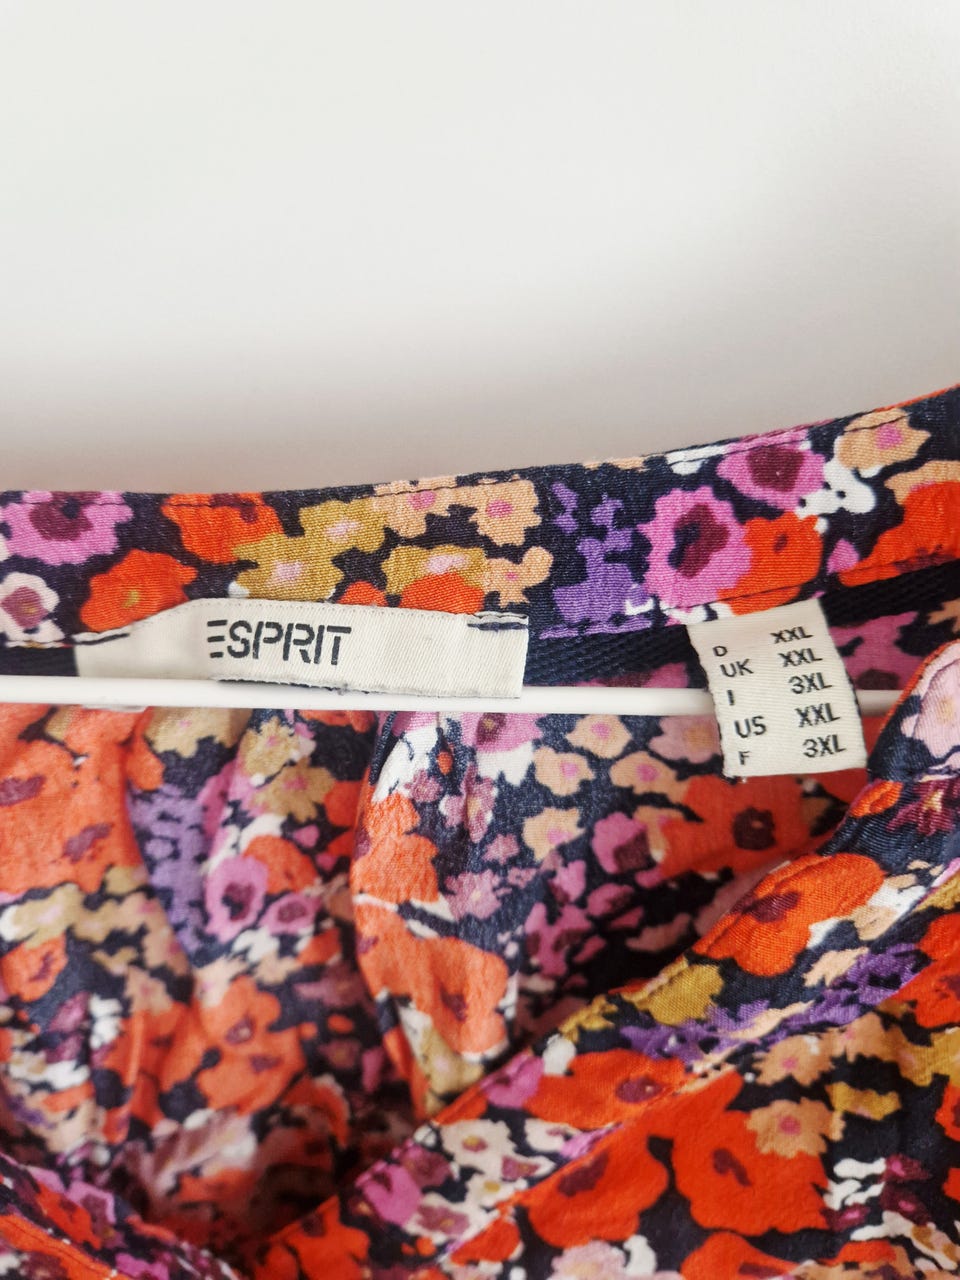 ESPRIT
D XXL
UK XXL
I 3XL
US XXL
F 3XL